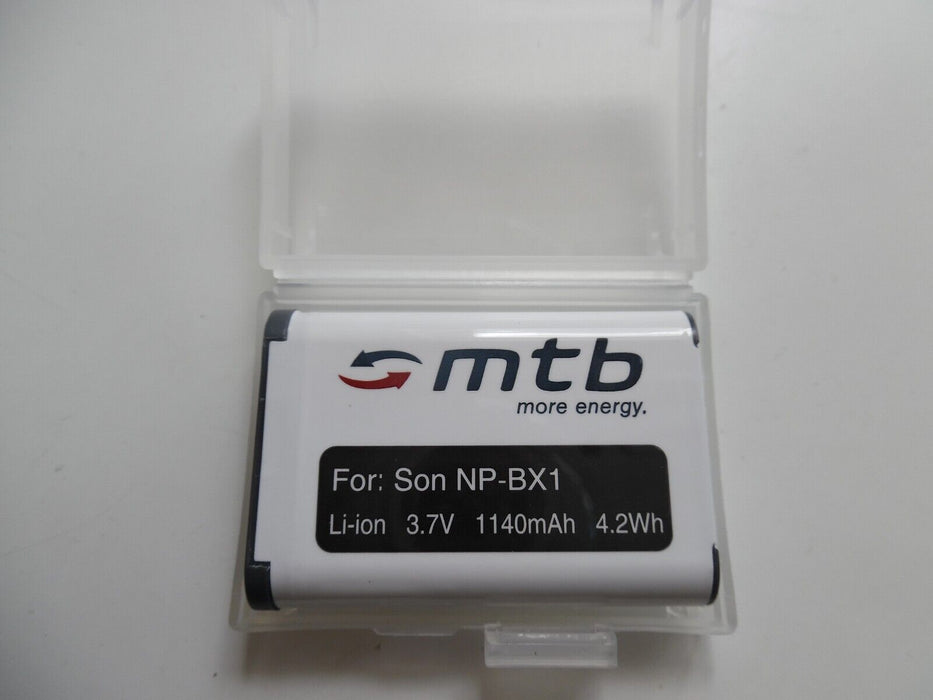 mtb
more energy.
For: Son NP-BX1
Li-ion 3.7V 1140mAh 4.2Wh